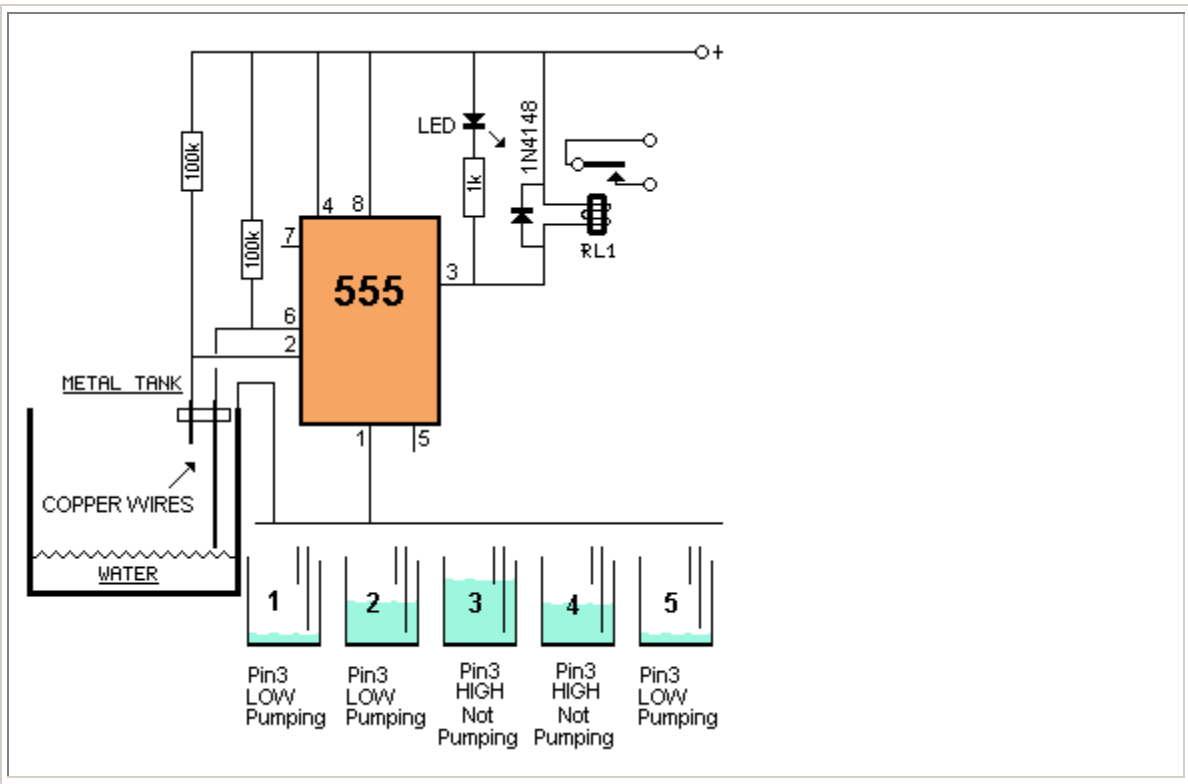 +
LED
1N4148
100k
1k
4 8
7
100k
3
RL1
555
6
2
METAL TANK
1
5
COPPER WIRES
WATER
1
2
3
4
5
Pin3
LOW
Pumping
Pin3
LOW
Pumping
Pin3
HIGH
Not
Pumping
Pin3
HIGH
Not
Pumping
Pin3
LOW
Pumping